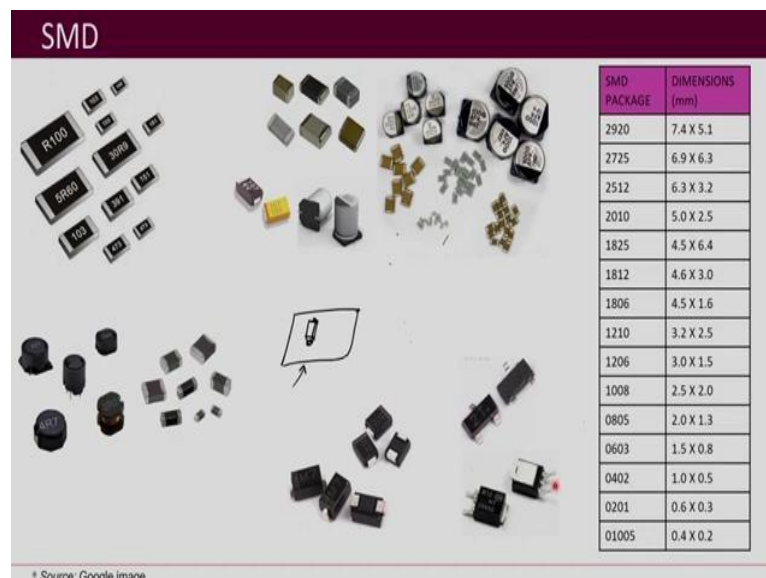 SMD
R100
30R9
5R60
391
103
473
4R7
SMD DIMENSIONS
PACKAGE (mm)
2920 7.4 X 5.1
2725 6.9 X 6.3
2512 6.3 X 3.2
2010 5.0 X 2.5
1825 4.5 X 6.4
1812 4.6 X 3.0
1806 4.5 X 1.6
1210 3.2 X 2.5
1206 3.0 X 1.5
1008 2.5 X 2.0
0805 2.0 X 1.3
0603 1.5 X 0.8
0402 1.0 X 0.5
0201 0.6 X 0.3
01005 0.4 X 0.2
* Source: Google image